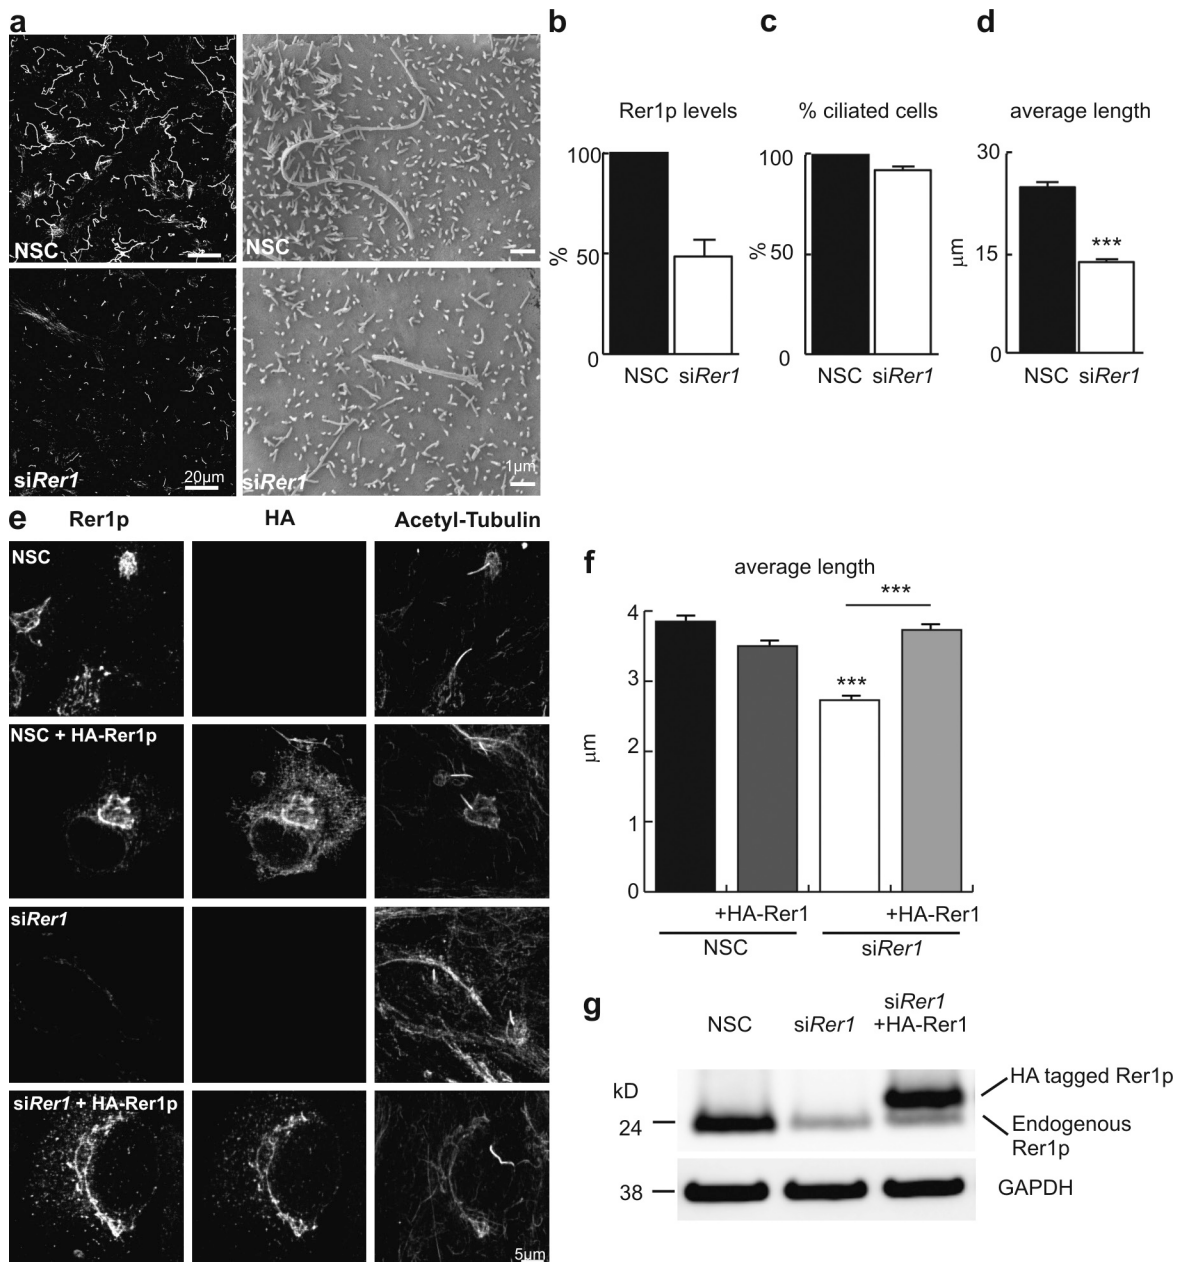 a
NSC
NSC
siRer1
20µm
siRer1
1µm
b
Rer1p levels
100
50
0
%
NSC siRer1
c
% ciliated cells
100
50
0
%
NSC siRer1
d
average length
30
15
0
µm
***
NSC siRer1
e
Rer1p HA Acetyl-Tubulin
NSC
NSC + HA-Rer1p
siRer1
siRer1 + HA-Rer1p
5µm
f
average length
***
***
4
3
2
1
0
µm
+HA-Rer1 +HA-Rer1
NSC siRer1
g
NSC siRer1 siRer1
+HA-Rer1
kD
24
38
HA tagged Rer1p
Endogenous
Rer1p
GAPDH